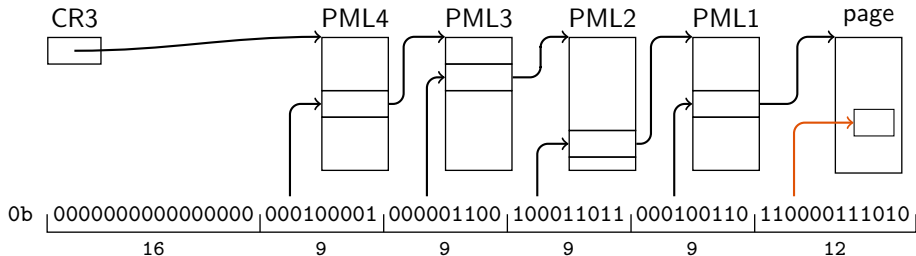 CR3 PML4 PML3 PML2 PML1 page
0b 0000000000000000 000100001 000001100 100011011 000100110 110000111010
16 9 9 9 9 12